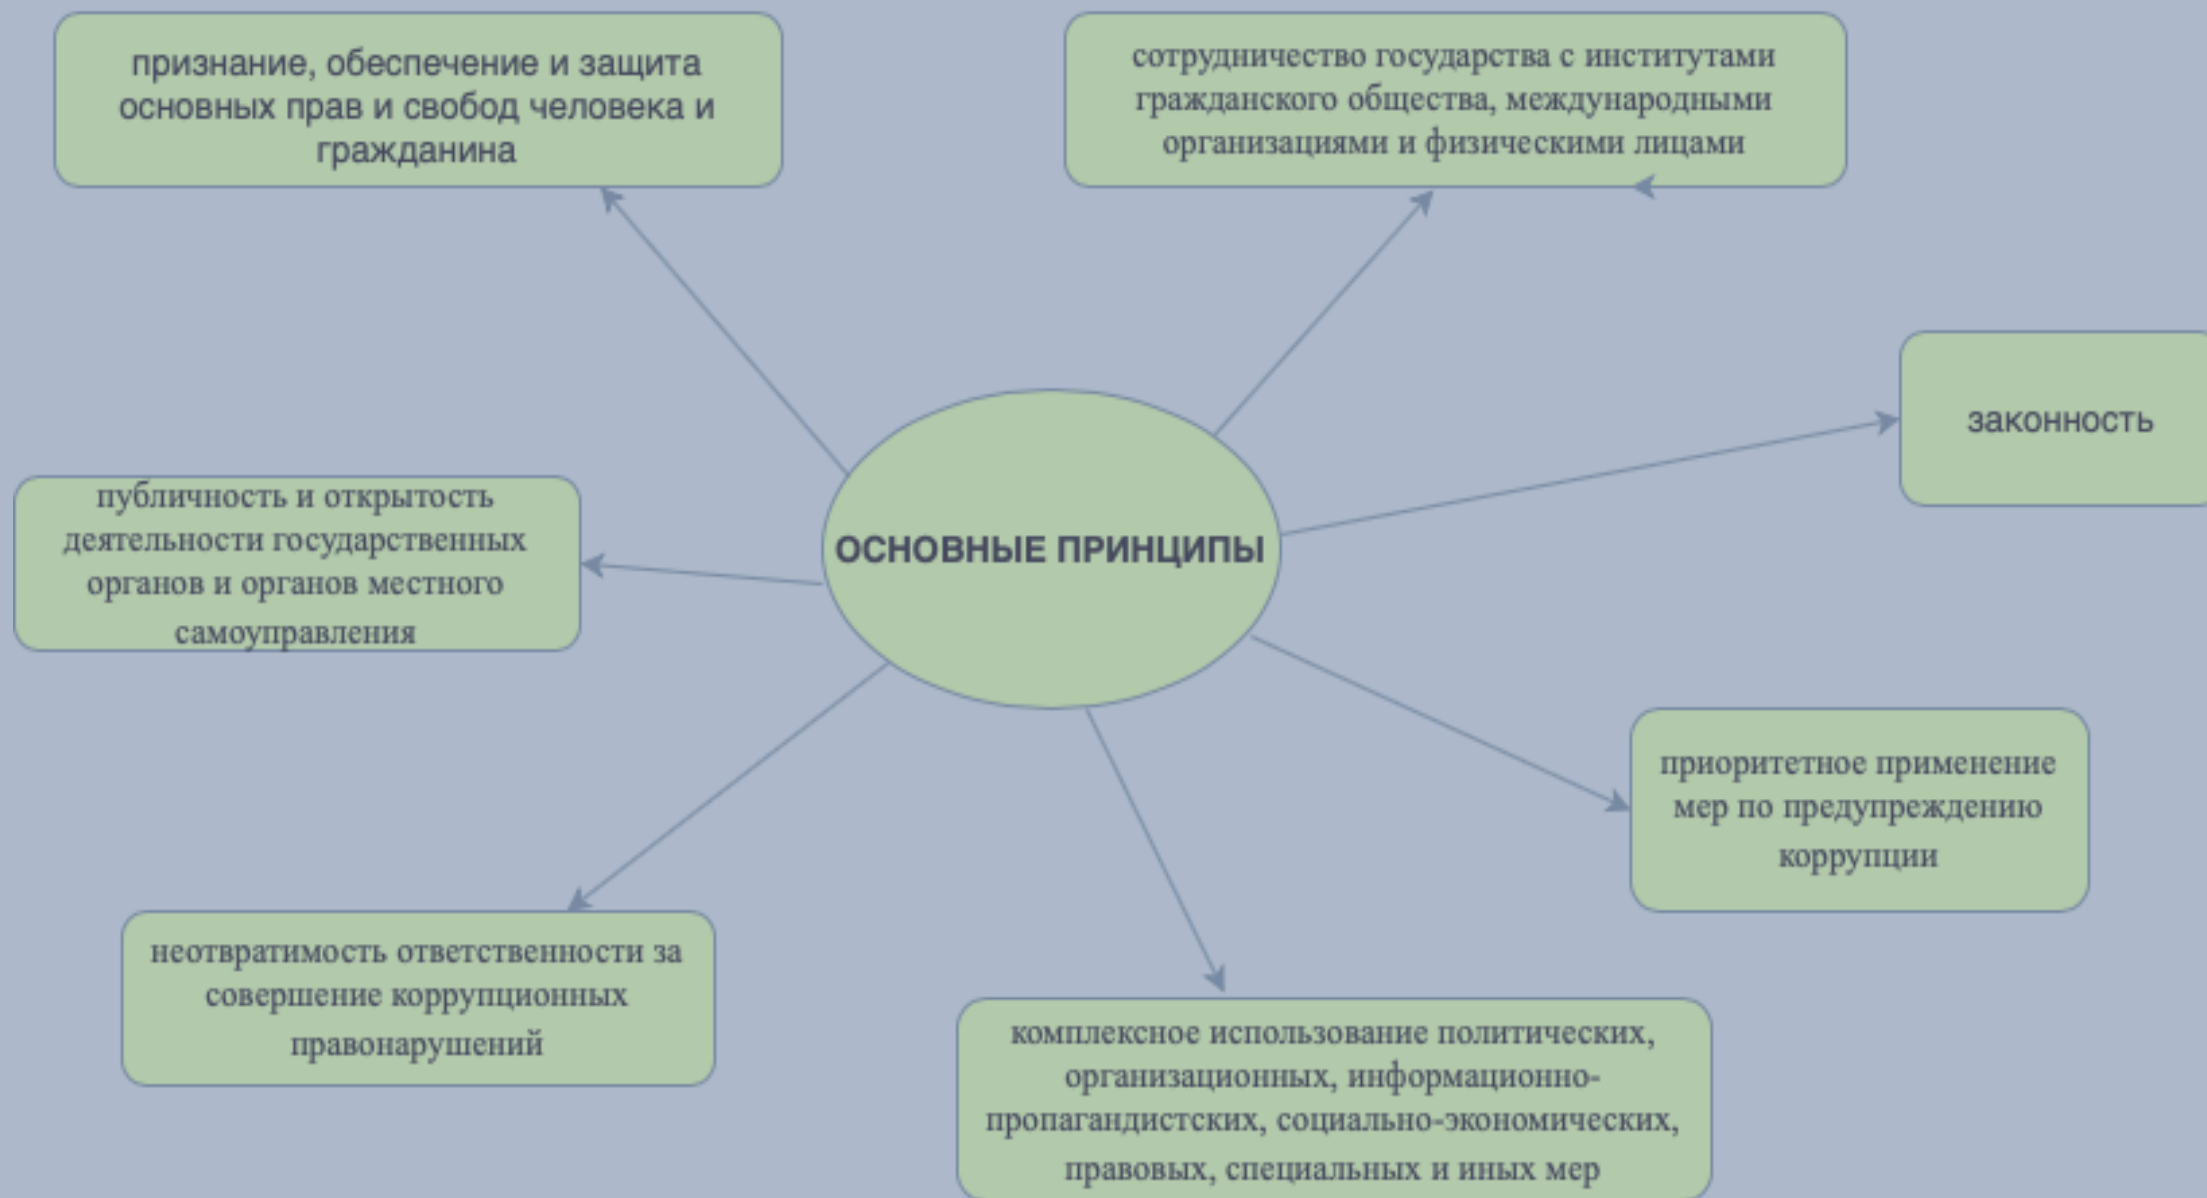 признание, обеспечение и защита
основных прав и свобод человека и
гражданина
сотрудничество государства с институтами
гражданского общества, международными
организациями и физическими лицами
законность
ОСНОВНЫЕ ПРИНЦИПЫ
публичность и открытость
деятельности государственных
органов и органов местного
самоуправления
приоритетное применение
мер по предупреждению
коррупции
неотвратимость ответственности за
совершение коррупционных
правонарушений
комплексное использование политических,
организационных, информационно-
пропагандистских, социально-экономических,
правовых, специальных и иных мер